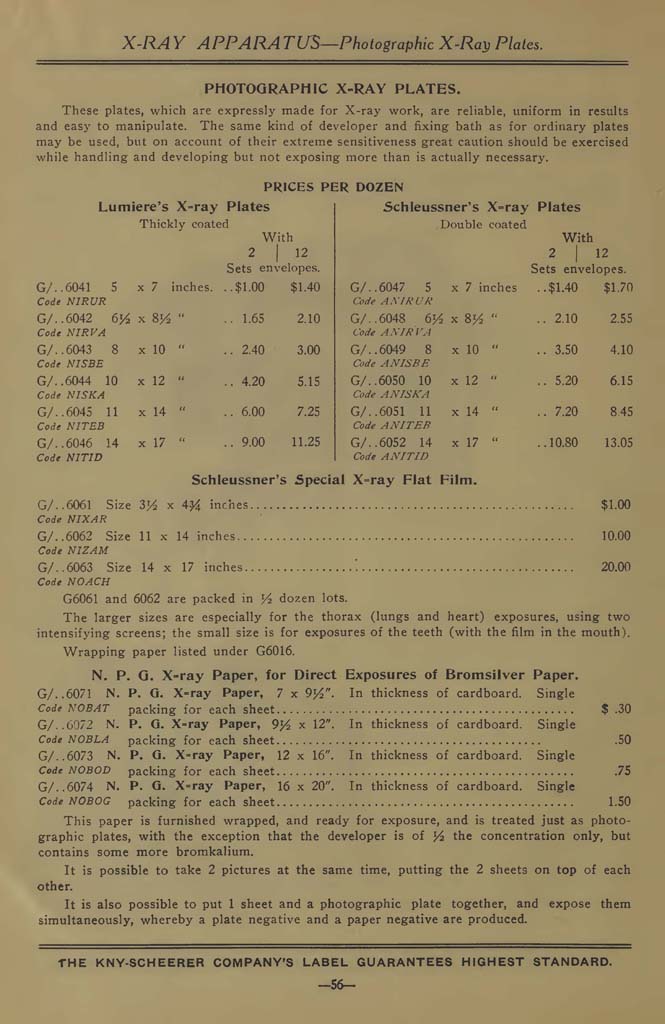 X-RAY APPARATUS—Photographic X-Ray Plates.
PHOTOGRAPHIC X-RAY PLATES.
These plates, which are expressly made for X-ray work, are reliable, uniform in results
and easy to manipulate. The same kind of developer and fixing bath as for ordinary plates
may be used, but on account of their extreme sensitiveness great caution should be exercised
while handling and developing but not exposing more than is actually necessary.
PRICES PER DOZEN
Lumiere's X-ray Plates
Thickly coated
With
2 | 12
Sets envelopes.
G/..6041 5 x 7 inches. ..$1.00 $1.40
Code NIRUR
G/..6042 6½ x 8½ " .. 1.65 2.10
Code NIRVA
G/..6043 8 x 10 " .. 2.40 3.00
Code NISBE
G/..6044 10 x 12 " .. 4.20 5.15
Code NISKA
G/..6045 11 x 14 " .. 6.00 7.25
Code NITEB
G/..6046 14 x 17 " .. 9.00 11.25
Code NITID
Schleussner's X-ray Plates
Double coated
With
2 | 12
Sets envelopes.
G/..6047 5 x 7 inches ..$1.40 $1.70
Code ANIRUR
G/..6048 6½ x 8½ " .. 2.10 2.55
Code ANIRVA
G/..6049 8 x 10 " .. 3.50 4.10
Code ANISBE
G/..6050 10 x 12 " .. 5.20 6.15
Code ANISKA
G/..6051 11 x 14 " .. 7.20 8.45
Code ANITEB
G/..6052 14 x 17 " ..10.80 13.05
Code ANITID
Schleussner's Special X-ray Flat Film.
G/..6061 Size 3½ x 4¾ inches.................................................. $1.00
Code NIXAR
G/..6062 Size 11 x 14 inches.................................................. 10.00
Code NIZAM
G/..6063 Size 14 x 17 inches.................................................. 20.00
Code NOACH
G6061 and 6062 are packed in ½ dozen lots.
The larger sizes are especially for the thorax (lungs and heart) exposures, using two
intensifying screens; the small size is for exposures of the teeth (with the film in the mouth).
Wrapping paper listed under G6016.
N. P. G. X-ray Paper, for Direct Exposures of Bromsilver Paper.
G/..6071 N. P. G. X-ray Paper, 7 x 9½". In thickness of cardboard. Single
Code NOBAT packing for each sheet.............................................. $ .30
G/..6072 N. P. G. X-ray Paper, 9½ x 12". In thickness of cardboard. Single
Code NOBLA packing for each sheet......................................... .50
G/..6073 N. P. G. X-ray Paper, 12 x 16". In thickness of cardboard. Single
Code NOBOD packing for each sheet.............................................. .75
G/..6074 N. P. G. X-ray Paper, 16 x 20". In thickness of cardboard. Single
Code NOBOG packing for each sheet.............................................. 1.50
This paper is furnished wrapped, and ready for exposure, and is treated just as photo-
graphic plates, with the exception that the developer is of ½ the concentration only, but
contains some more bromkalium.
It is possible to take 2 pictures at the same time, putting the 2 sheets on top of each
other.
It is also possible to put 1 sheet and a photographic plate together, and expose them
simultaneously, whereby a plate negative and a paper negative are produced.
THE KNY-SCHEERER COMPANY'S LABEL GUARANTEES HIGHEST STANDARD.
—56—